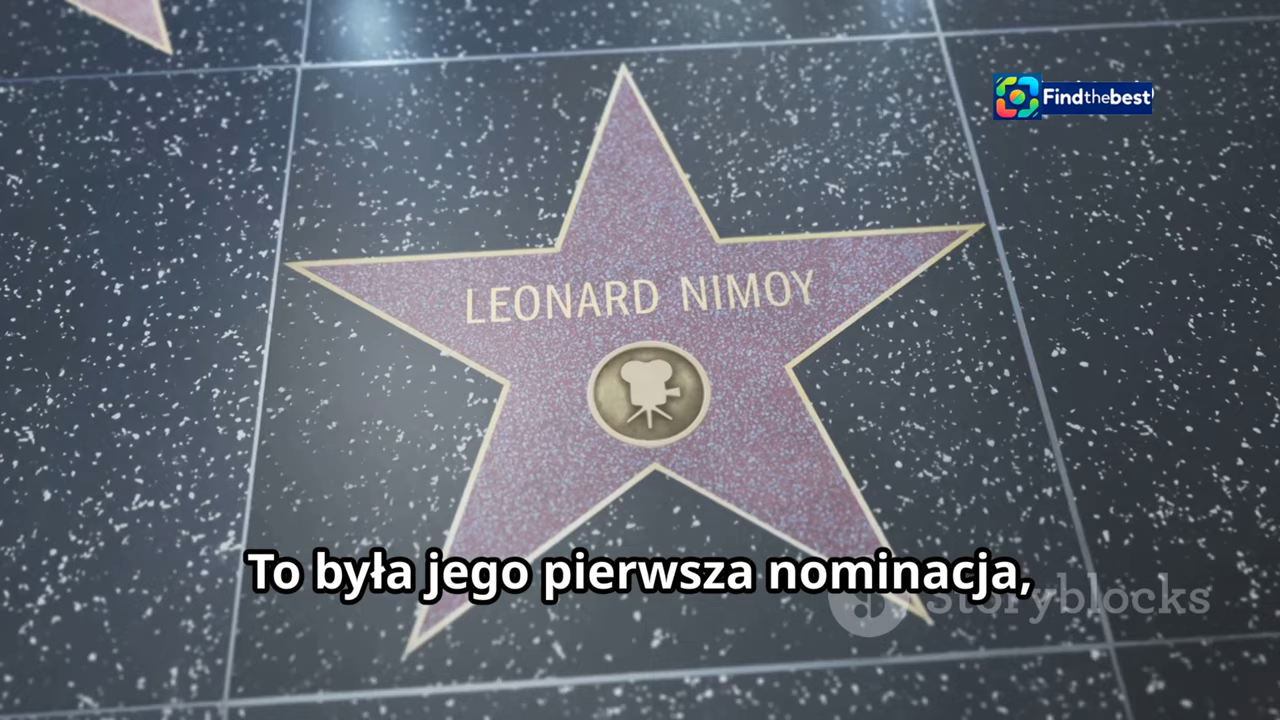 Findthebest
LEONARD NIMOY
To była jego pierwsza nominacja,
Storyblocks